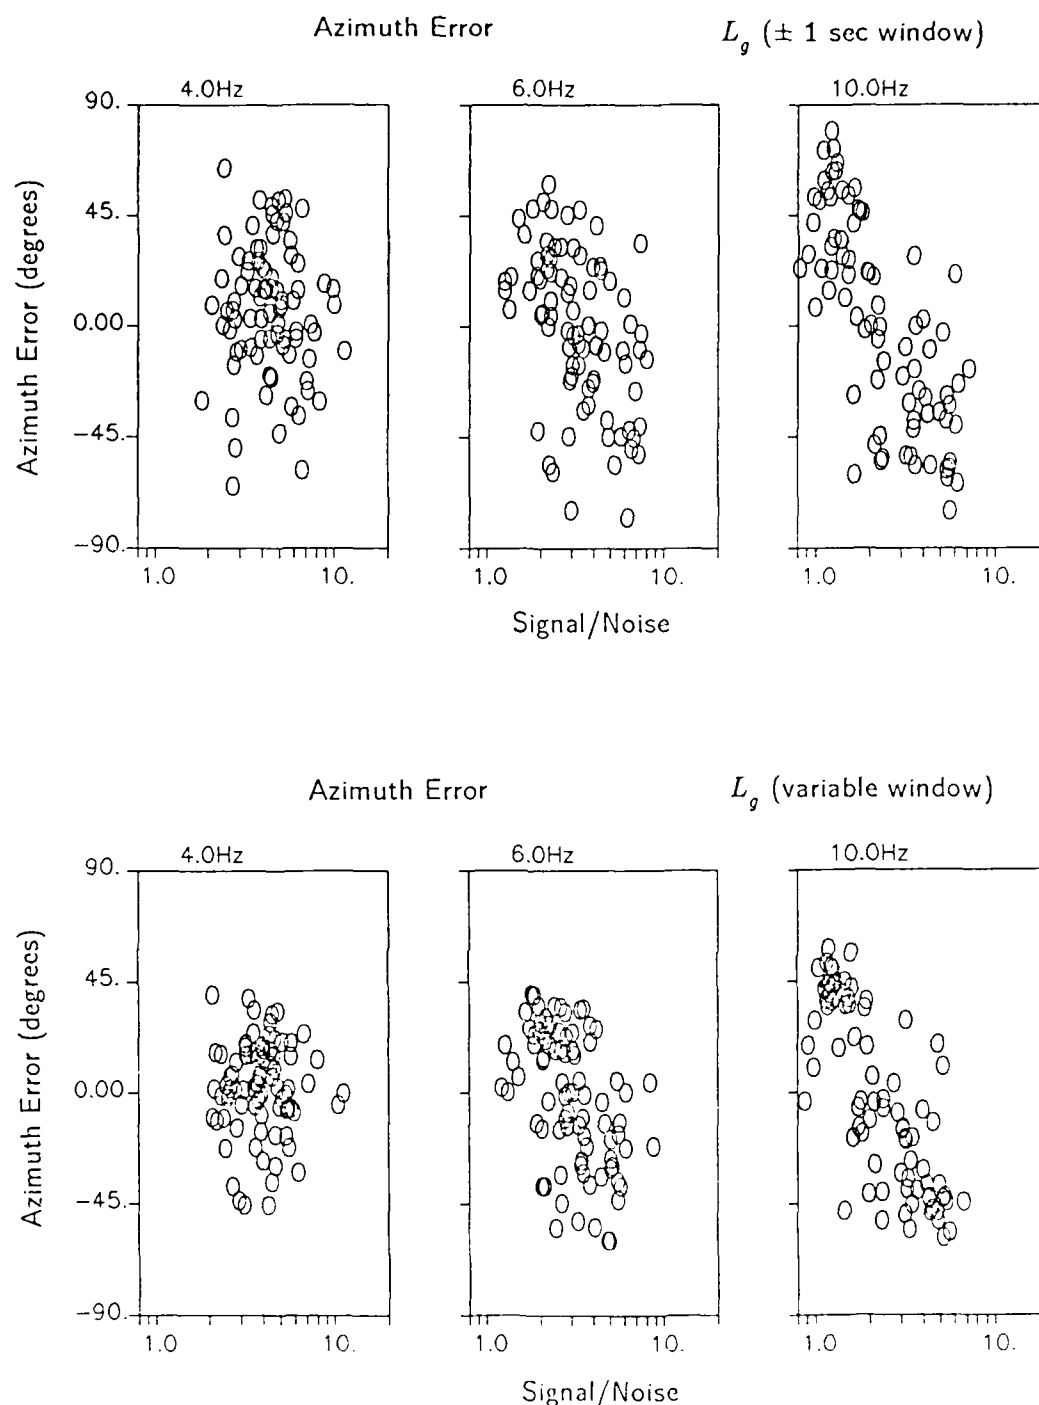 Azimuth Error L_g (± 1 sec window)
4.0Hz 6.0Hz 10.0Hz
90.
45.
0.00
-45.
-90.
Azimuth Error (degrees)
1.0 10. 1.0 10. 1.0 10.
Signal/Noise
Azimuth Error L_g (variable window)
4.0Hz 6.0Hz 10.0Hz
90.
45.
0.00
-45.
-90.
Azimuth Error (degrees)
1.0 10. 1.0 10. 1.0 10.
Signal/Noise